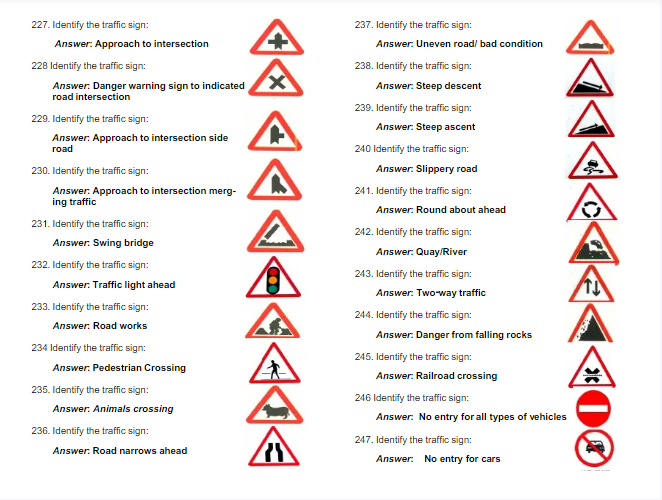 227. Identify the traffic sign:
Answer: Approach to intersection
228 Identify the traffic sign:
Answer: Danger warning sign to indicated
road intersection
229. Identify the traffic sign:
Answer: Approach to intersection side
road
230. Identify the traffic sign:
Answer: Approach to intersection merg-
ing traffic
231. Identify the traffic sign:
Answer: Swing bridge
232. Identify the traffic sign:
Answer: Traffic light ahead
233. Identify the traffic sign:
Answer: Road works
234 Identify the traffic sign:
Answer: Pedestrian Crossing
235. Identify the traffic sign:
Answer: Animals crossing
236. Identify the traffic sign:
Answer: Road narrows ahead
237. Identify the traffic sign:
Answer: Uneven road/ bad condition
238. Identify the traffic sign:
Answer: Steep descent
239. Identify the traffic sign:
Answer: Steep ascent
240 Identify the traffic sign:
Answer: Slippery road
241. Identify the traffic sign:
Answer: Round about ahead
242. Identify the traffic sign:
Answer: Quay/River
243. Identify the traffic sign:
Answer: Two-way traffic
244. Identify the traffic sign:
Answer: Danger from falling rocks
245. Identify the traffic sign:
Answer: Railroad crossing
246 Identify the traffic sign:
Answer: No entry for all types of vehicles
247. Identify the traffic sign:
Answer: No entry for cars